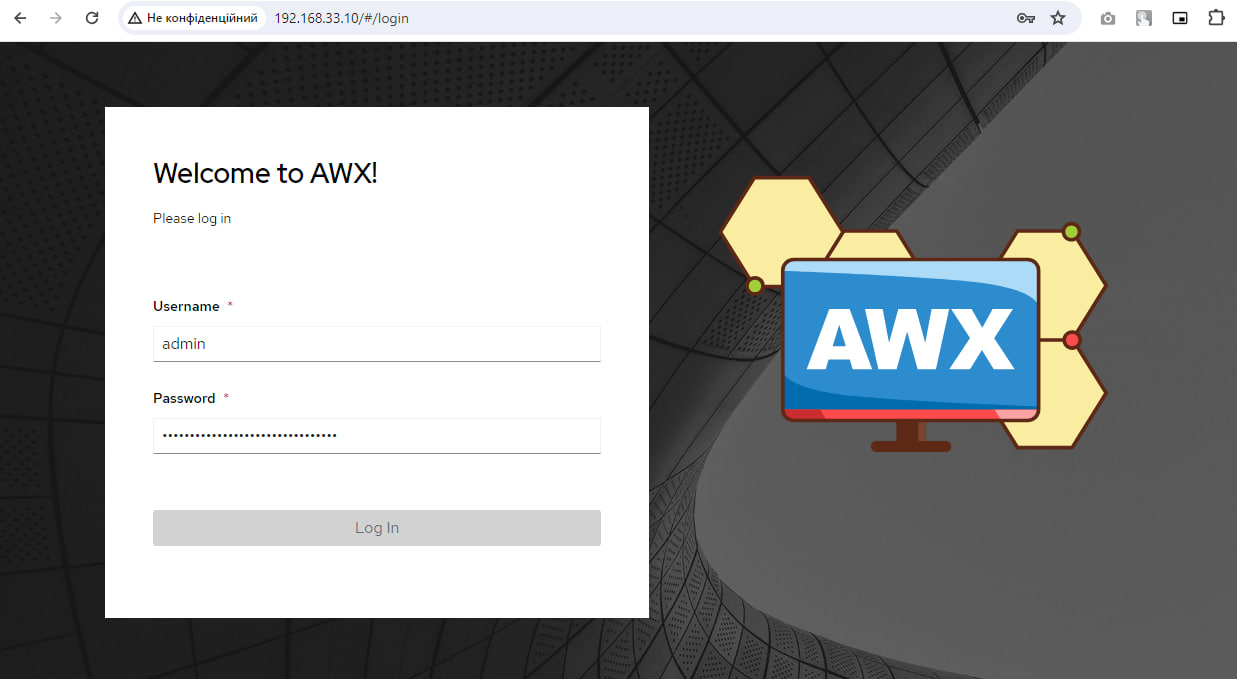 Не конфіденційний 192.168.33.10/#/login
Welcome to AWX!
Please log in
Username *
admin
Password *
••••••••••••••••••••••••••••••••
Log In
AWX